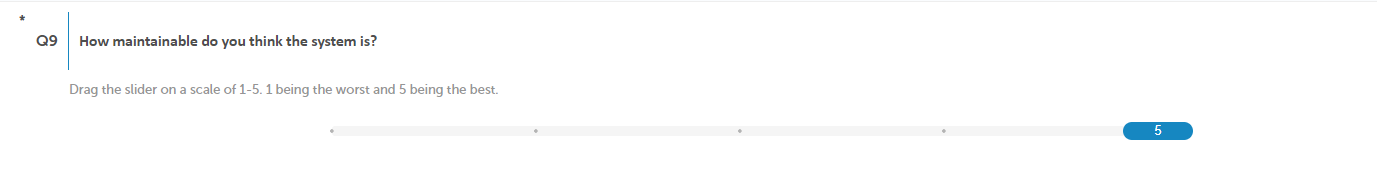 *
Q9 How maintainable do you think the system is?
Drag the slider on a scale of 1-5. 1 being the worst and 5 being the best.
5